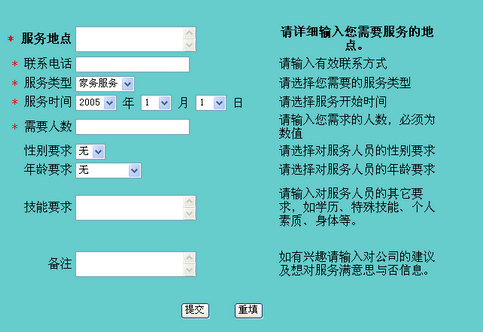 * 服务地点 请详细输入您需要服务的地
点。
* 联系电话 请输入有效联系方式
* 服务类型 家务服务 请选择您需要的服务类型
* 服务时间 2005 年 1 月 1 日 请选择服务开始时间
* 需要人数 请输入您需求的人数，必须为
数值
性别要求 无 请选择对服务人员的性别要求
年龄要求 无 请选择对服务人员的年龄要求
技能要求 请输入对服务人员的其它要
求，如学历、特殊技能、个人
素质、身体等。
备注 如有兴趣请输入对公司的建议
及想对服务满意思与否信息。
提交 重填